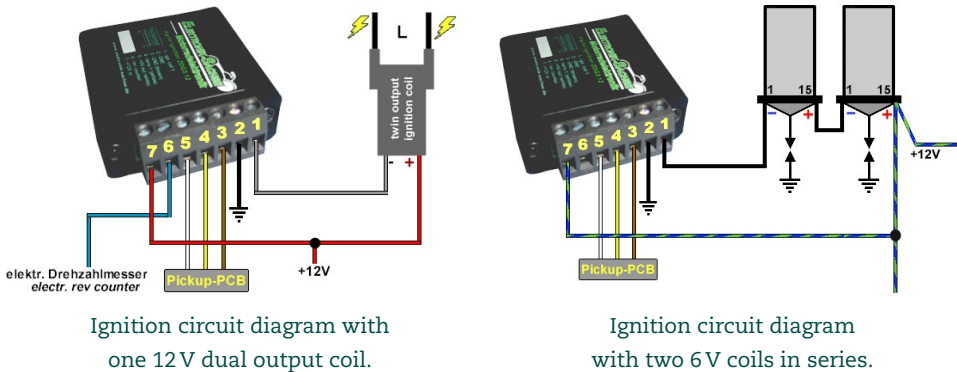 L
twin output
ignition coil
- +
7 6 5 4 3 2 1
+12V
elektr. Drehzahlmesser
electr. rev counter
Pickup-PCB
Ignition circuit diagram with
one 12 V dual output coil.
1 15 1 15
- + - +
+12V
7 6 5 4 3 2 1
Pickup-PCB
Ignition circuit diagram
with two 6 V coils in series.